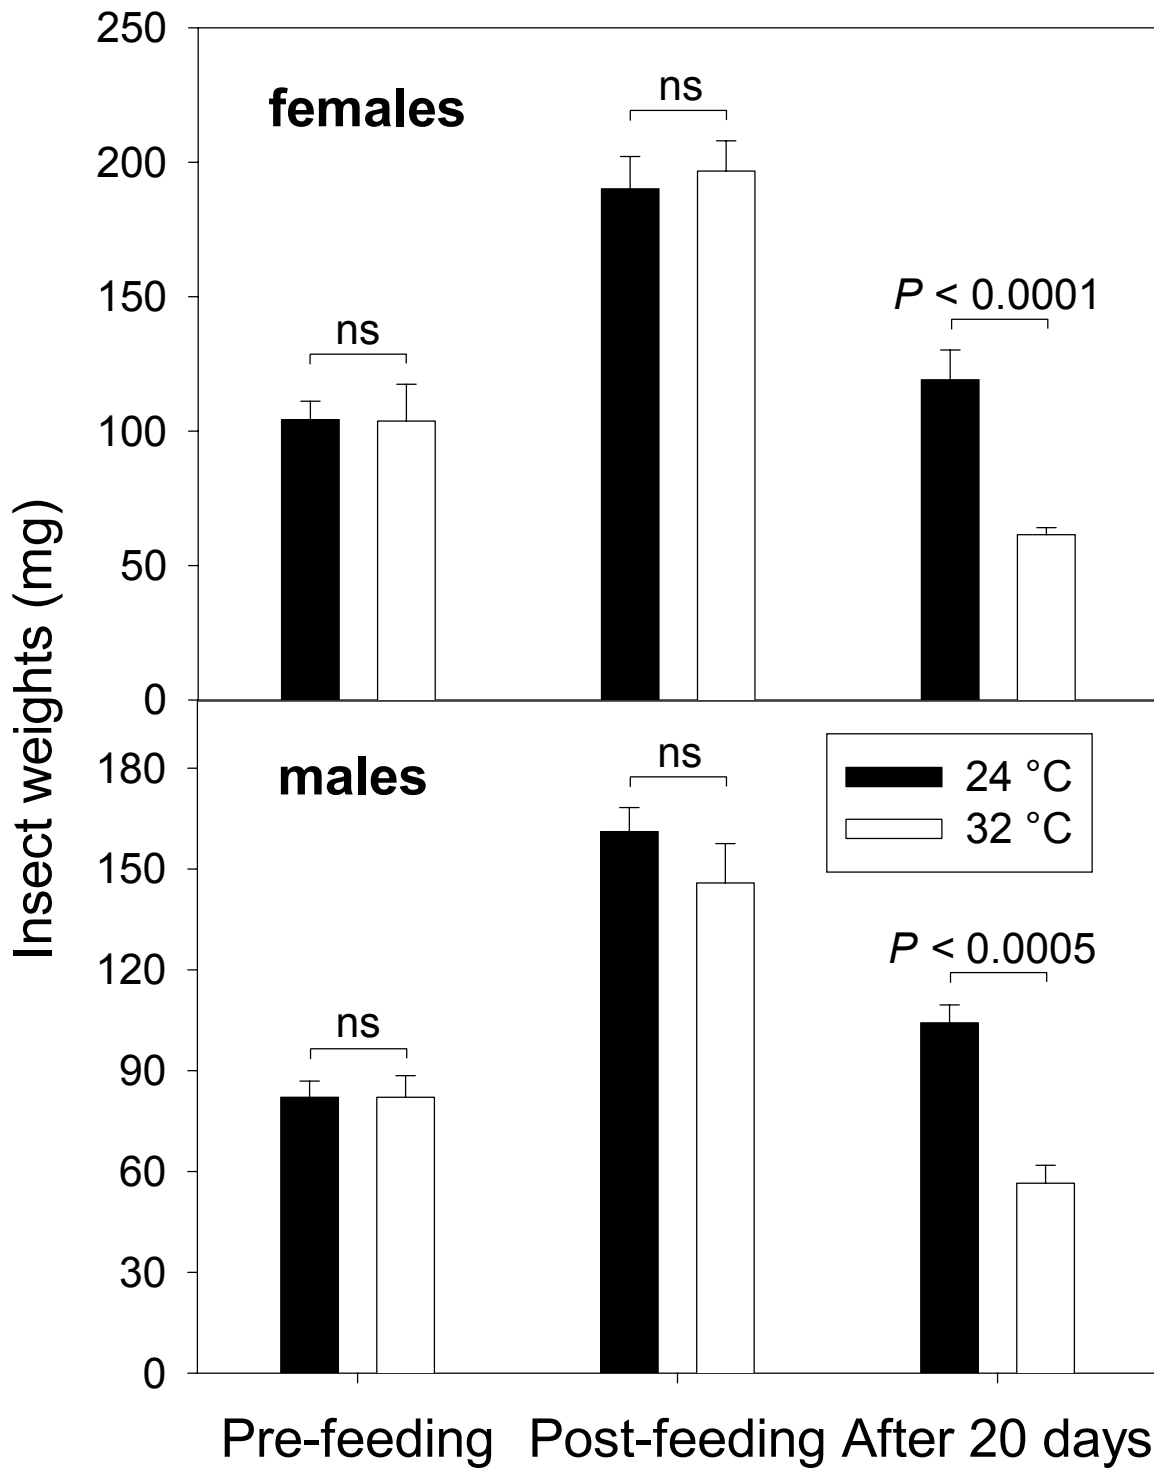 Insect weights (mg)
250
200
150
100
50
0
females
ns
ns
P < 0.0001
180
150
120
90
60
30
0
males
ns
ns
P < 0.0005
24 °C
32 °C
Pre-feeding Post-feeding After 20 days